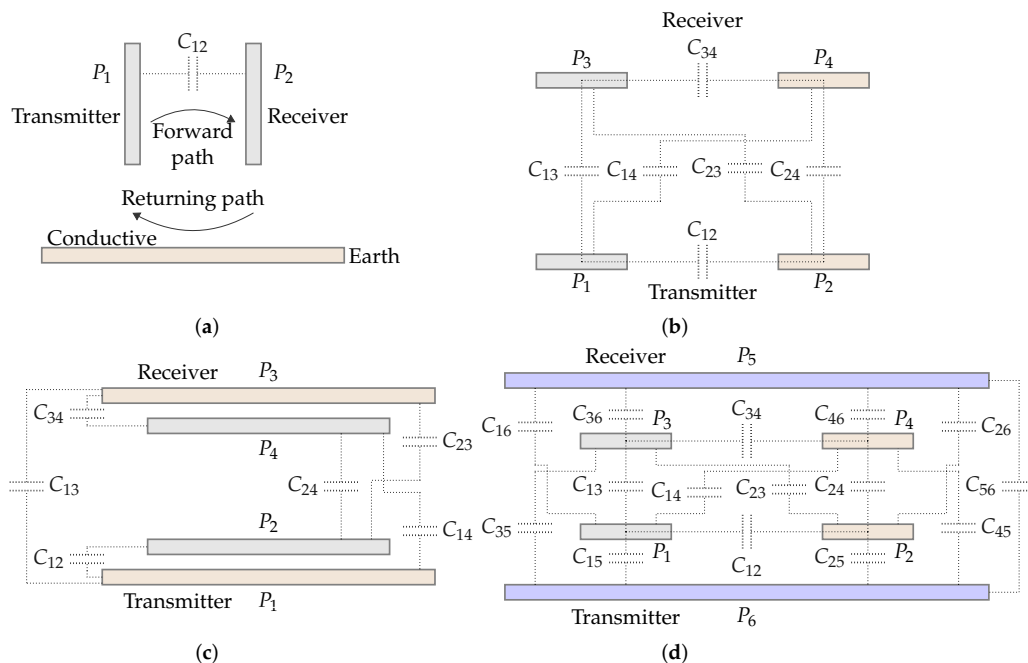 C12
P1
P2
Transmitter
Receiver
Forward
path
Returning path
Conductive
Earth
(a)
Receiver
C34
P3
P4
C13
C14
C23
C24
C12
P1
P2
Transmitter
(b)
Receiver P3
C34
P4
C23
C13
C24
P2
C14
C12
Transmitter P1
(c)
Receiver P5
C16
C36
P3
C34
C46
P4
C26
C13
C14
C23
C24
C56
C35
C45
C15
P1
C12
C25
P2
Transmitter P6
(d)